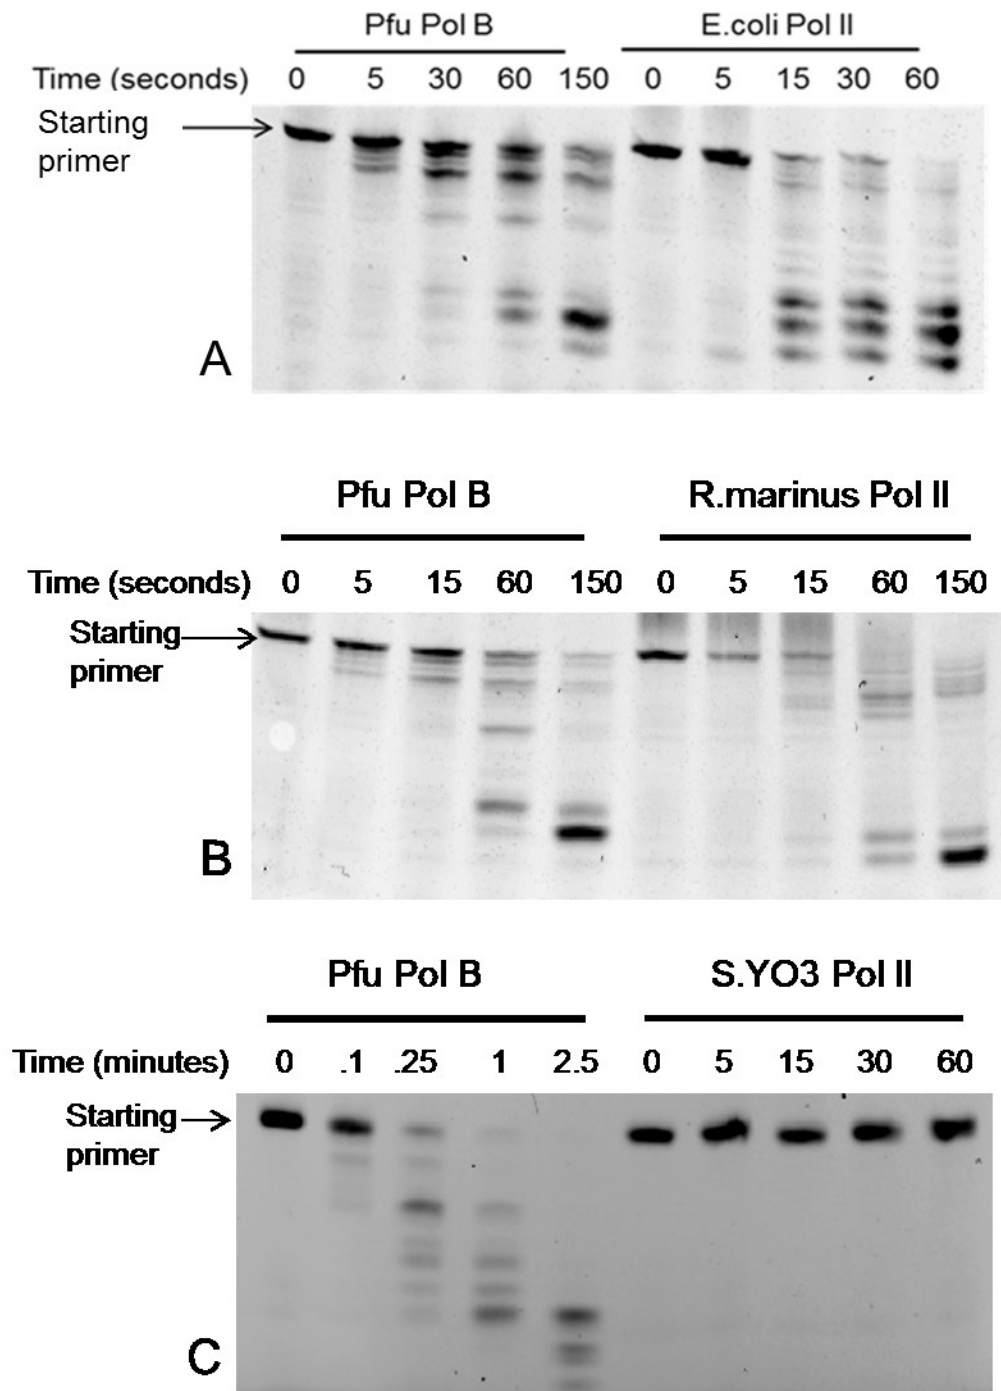 Pfu Pol B E.coli Pol II
Time (seconds) 0 5 30 60 150 0 5 15 30 60
Starting
primer
A
Pfu Pol B R.marinus Pol II
Time (seconds) 0 5 15 60 150 0 5 15 60 150
Starting
primer
B
Pfu Pol B S.YO3 Pol II
Time (minutes) 0 .1 .25 1 2.5 0 5 15 30 60
Starting
primer
C